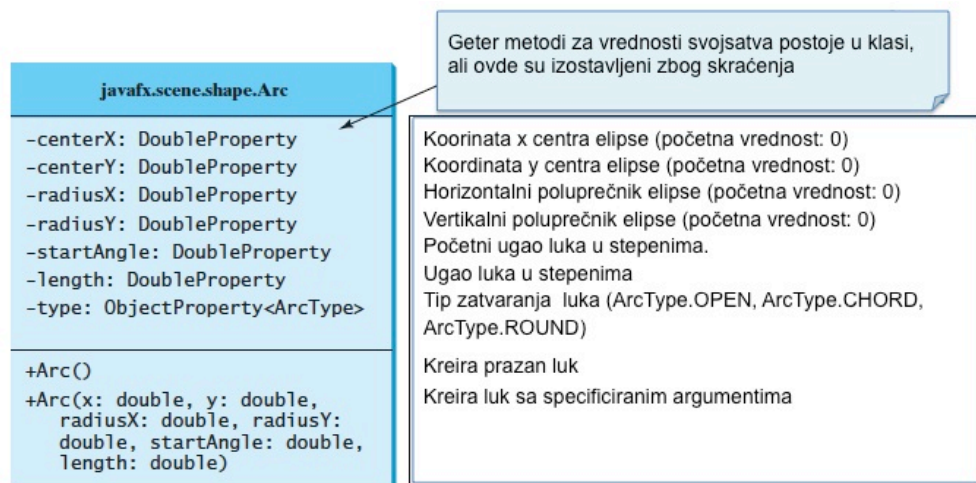 Geter metodi za vrednosti svojsatva postoje u klasi,
ali ovde su izostavljeni zbog skraćenja
javafx.scene.shape.Arc
-centerX: DoubleProperty
-centerY: DoubleProperty
-radiusX: DoubleProperty
-radiusY: DoubleProperty
-startAngle: DoubleProperty
-length: DoubleProperty
-type: ObjectProperty<ArcType>
Koorinata x centra elipse (početna vrednost: 0)
Koordinata y centra elipse (početna vrednost: 0)
Horizontalni poluprečnik elipse (početna vrednost: 0)
Vertikalni poluprečnik elipse (početna vrednost: 0)
Početni ugao luka u stepenima.
Ugao luka u stepenima
Tip zatvaranja luka (ArcType.OPEN, ArcType.CHORD,
ArcType.ROUND)
+Arc()
+Arc(x: double, y: double,
radiusX: double, radiusY:
double, startAngle: double,
length: double)
Kreira prazan luk
Kreira luk sa specificiranim argumentima